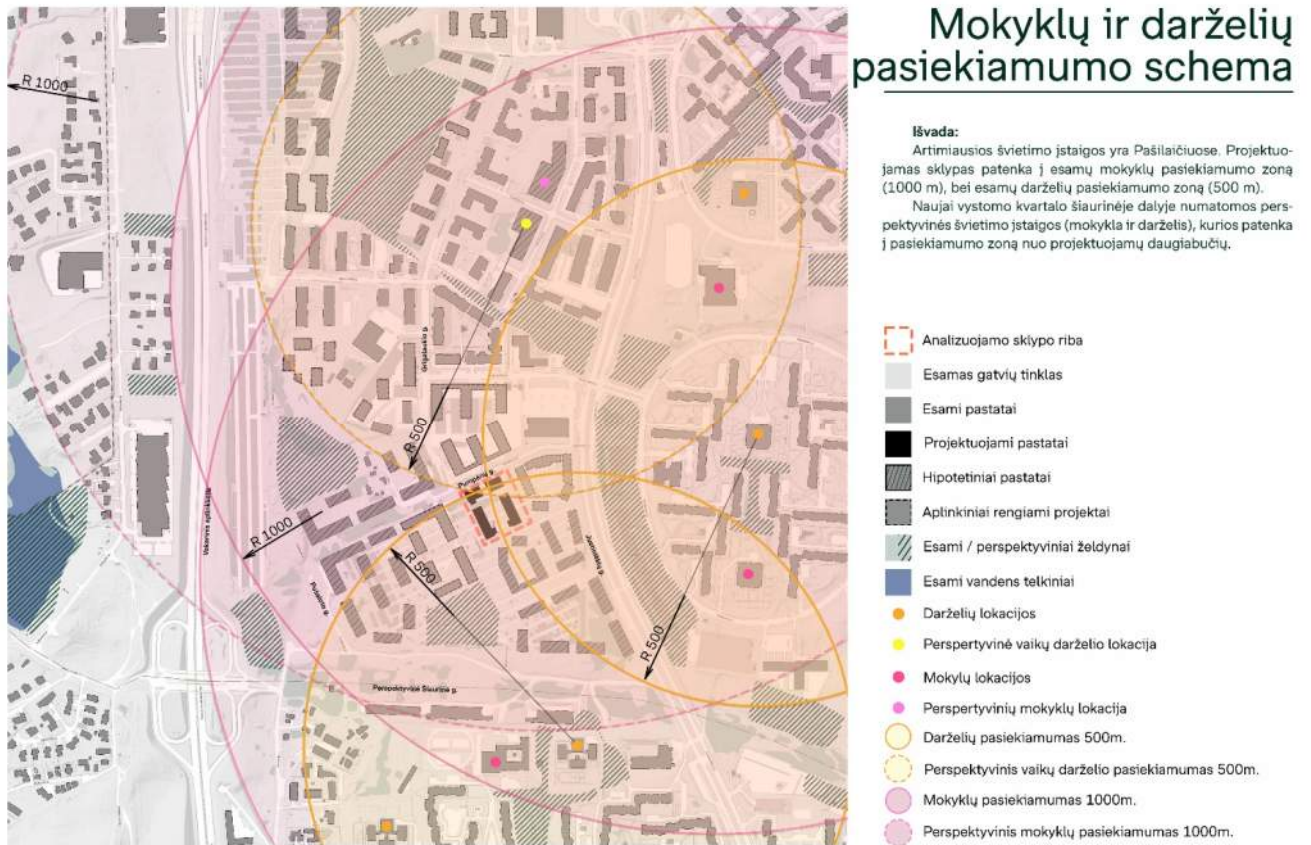 Mokyklų ir darželių
pasiekiamumo schema
Išvada:
Artimiausios švietimo įstaigos yra Pašilaičiuose. Projektuo-
jamas sklypas patenka į esamų mokyklų pasiekiamumo zoną
(1000 m), bei esamų darželių pasiekiamumo zoną (500 m).
Naujai vystomo kvartalo šiaurinėje dalyje numatomos pers-
pektyvinės švietimo įstaigos (mokykla ir darželis), kurios patenka
į pasiekiamumo zoną nuo projektuojamų daugiabučių.
Analizuojamo sklypo riba
Esamas gatvių tinklas
Esami pastatai
Projektuojami pastatai
Hipotetiniai pastatai
Aplinkiniai rengiami projektai
Esami / perspektyviniai želdynai
Esami vandens telkiniai
Darželių lokacijos
Perspertyvinė vaikų darželio lokacija
Mokylų lokacijos
Perspertyvinių mokyklų lokacija
Darželių pasiekiamumas 500m.
Perspektyvinis vaikų darželio pasiekiamumas 500m.
Mokyklų pasiekiamumas 1000m.
Perspektyvinis mokyklų pasiekiamumas 1000m.
R 1000
R 500
R 1000
R 500
R 500
Pumpėnų g.
Perspektyvinė Šiaurinė g.